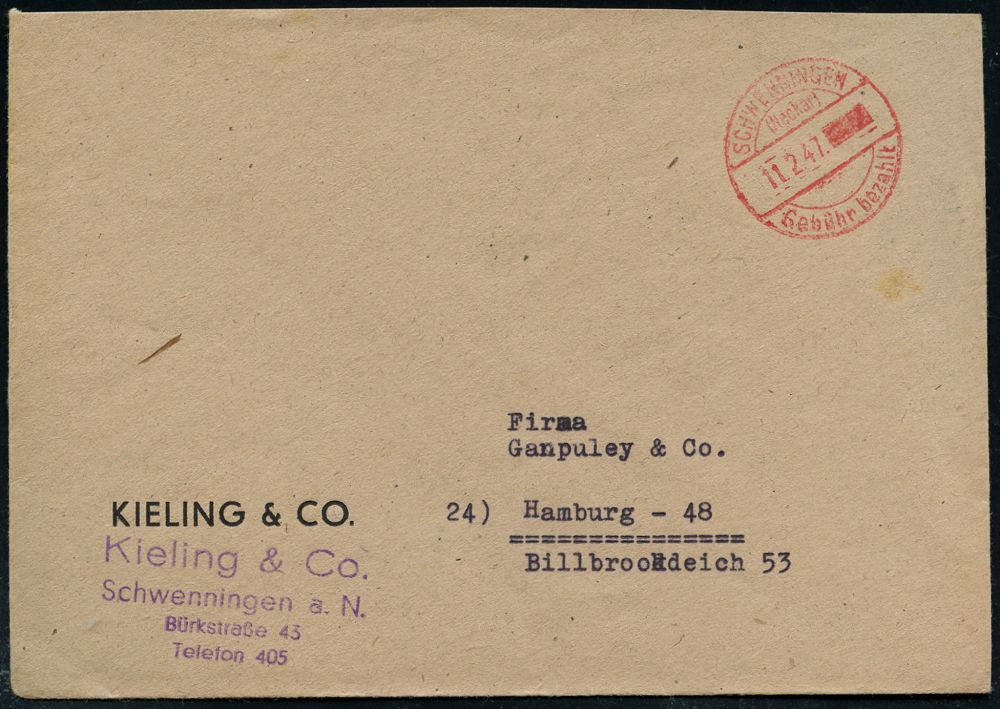 SCHWENNINGEN
(Neckar)
11.2.47.
Gebühr bezahlt
Firma
Ganpuley & Co.
24) Hamburg - 48
===============
Billbrookdeich 53
KIELING & CO.
Kieling & Co.
Schwenningen a. N.
Bürkstraße 43
Telefon 405